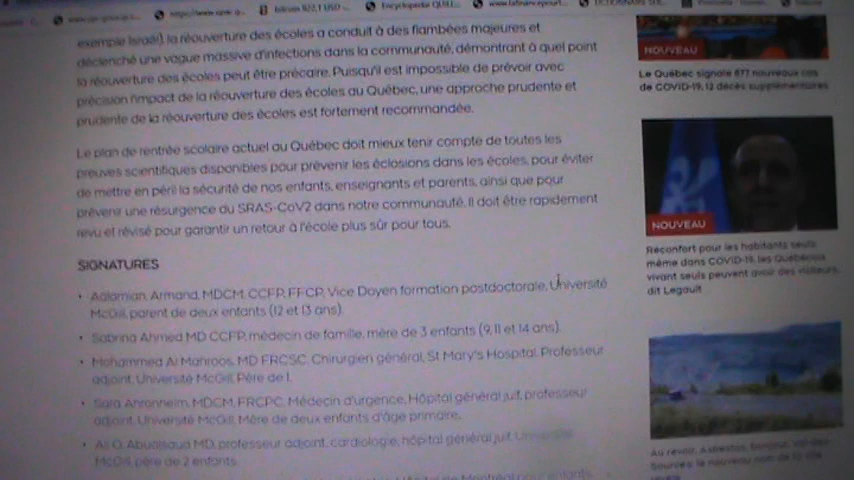 exemple Israël), la réouverture des écoles a conduit à des flambées majeures et
déclenché une vague massive d'infections dans la communauté, démontrant à quel point
la réouverture des écoles peut être précaire. Puisqu'il est impossible de prévoir avec
précision l'impact de la réouverture des écoles au Québec, une approche prudente et
prudente de la réouverture des écoles est fortement recommandée.
Le plan de rentrée scolaire actuel au Québec doit mieux tenir compte de toutes les
preuves scientifiques disponibles pour prévenir les éclosions dans les écoles, pour éviter
de mettre en péril la sécurité de nos enfants, enseignants et parents, ainsi que pour
prévenir une résurgence du SRAS-CoV2 dans notre communauté. Il doit être rapidement
revu et révisé pour garantir un retour à l'école plus sûr pour tous.
SIGNATURES
• Adamian, Armand, MDCM, CCFP, FFCP, Vice Doyen formation postdoctorale, Université
McGill, parent de deux enfants (12 et 13 ans).
• Sabrina Ahmed MD CCFP, médecin de famille, mère de 3 enfants (9, 11 et 14 ans).
• Mohammed Al Mahroos, MD FRCSC, Chirurgien général, St Mary's Hospital. Professeur
adjoint, Université McGill, Père de 1.
• Sara Ahronheim, MDCM, FRCPC, Médecin d'urgence, Hôpital général juif, professeur
adjoint, Université McGill, Mère de deux enfants d'âge primaire.
• Ali O. Abualsaud MD, professeur adjoint, cardiologie, hôpital général juif, Université
McGill, père de 2 enfants.
de Montréal pour enfants
NOUVEAU
Le Québec signale 877 nouveaux cas
de COVID-19, 12 décès supplémentaires
NOUVEAU
Réconfort pour les habitants seuls
même dans COVID-19, les Québécois
vivant seuls peuvent avoir des visiteurs,
dit Legault
Au revoir, Asbestos, bonjour, Val-des-
Sources: le nouveau nom de la ville